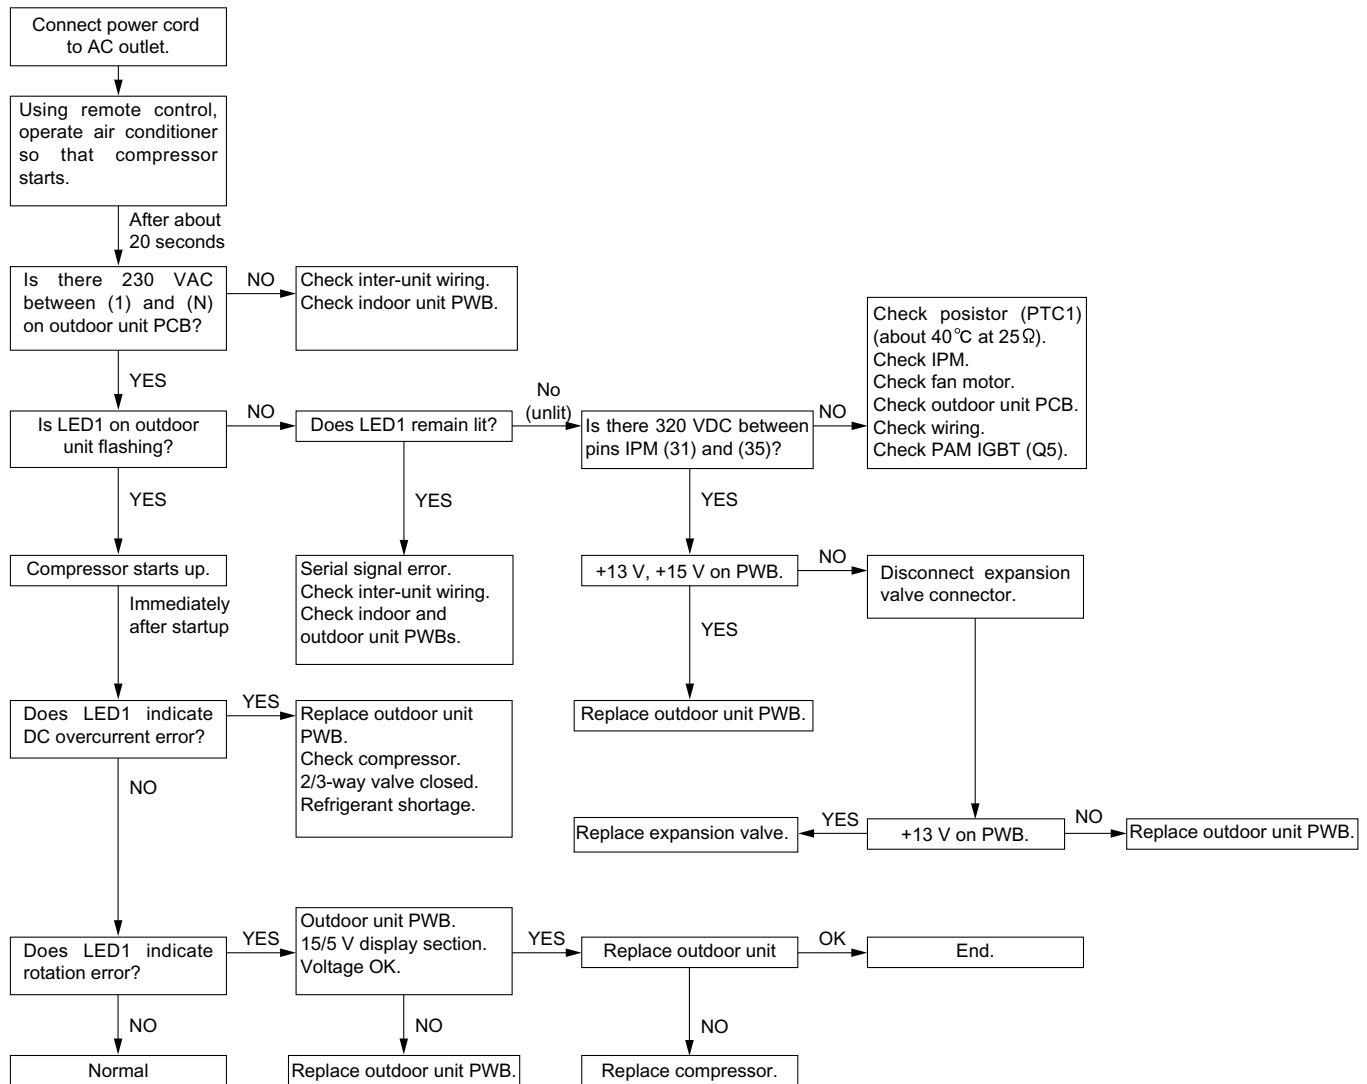 Connect power cord
to AC outlet.
Using remote control,
operate air conditioner
so that compressor
starts.
After about
20 seconds
Is there 230 VAC
between (1) and (N)
on outdoor unit PCB?
NO
Check inter-unit wiring.
Check indoor unit PWB.
YES
Is LED1 on outdoor
unit flashing?
NO
Does LED1 remain lit?
No
(unlit)
Is there 320 VDC between
pins IPM (31) and (35)?
NO
Check posistor (PTC1)
(about 40℃ at 25Ω).
Check IPM.
Check fan motor.
Check outdoor unit PCB.
Check wiring.
Check PAM IGBT (Q5).
YES
YES
YES
Compressor starts up.
Serial signal error.
Check inter-unit wiring.
Check indoor and
outdoor unit PWBs.
+13 V, +15 V on PWB.
NO
Disconnect expansion
valve connector.
Immediately
after startup
YES
Does LED1 indicate
DC overcurrent error?
YES
Replace outdoor unit
PWB.
Check compressor.
2/3-way valve closed.
Refrigerant shortage.
Replace outdoor unit PWB.
NO
Replace expansion valve.
YES
+13 V on PWB.
NO
Replace outdoor unit PWB.
Does LED1 indicate
rotation error?
YES
Outdoor unit PWB.
15/5 V display section.
Voltage OK.
YES
Replace outdoor unit
OK
End.
NO
NO
NO
Normal
Replace outdoor unit PWB.
Replace compressor.